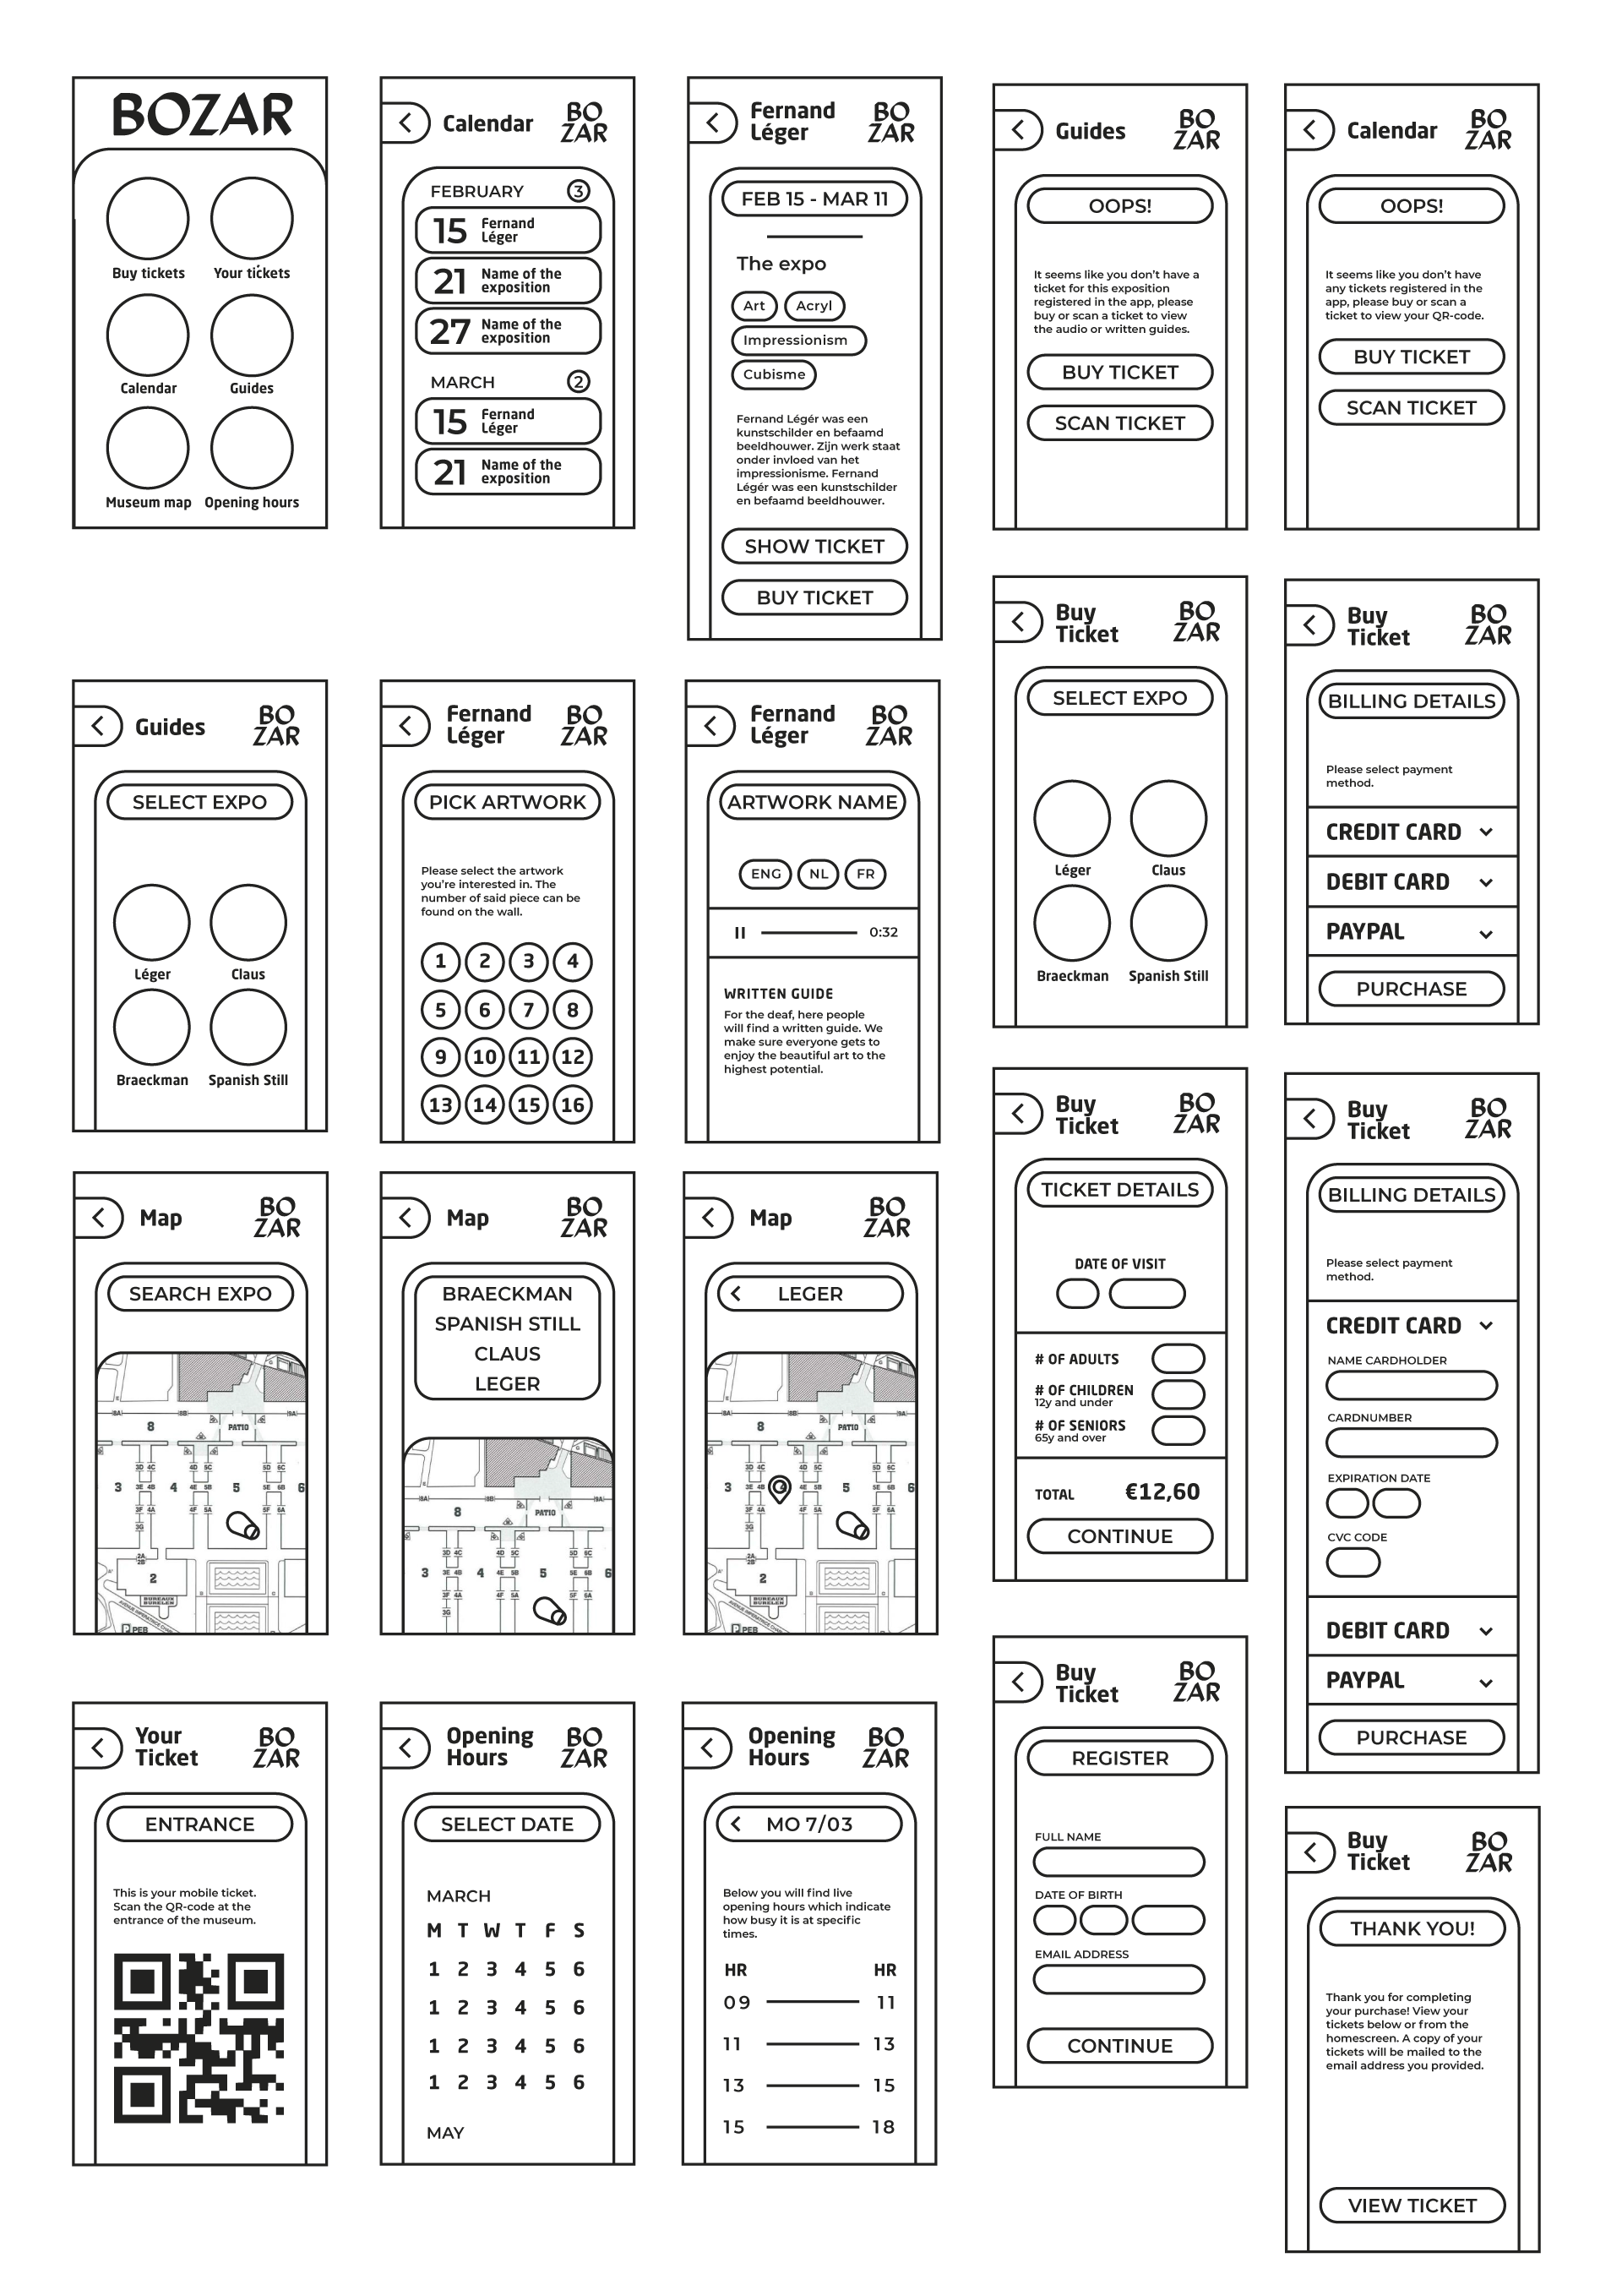 BOZAR
Buy tickets
Your tickets
Calendar
Guides
Museum map
Opening hours
Calendar
BO
ZAR
FEBRUARY
3
15
Fernand
Léger
21
Name of the
exposition
27
Name of the
exposition
MARCH
2
15
Fernand
Léger
21
Name of the
exposition
Fernand
Léger
BO
ZAR
FEB 15 - MAR 11
The expo
Art
Acryl
Impressionism
Cubisme
Fernand Légér was een
kunstschilder en befaamd
beeldhouwer. Zijn werk staat
onder invloed van het
impressionisme. Fernand
Légér was een kunstschilder
en befaamd beeldhouwer.
SHOW TICKET
BUY TICKET
Guides
BO
ZAR
OOPS!
It seems like you don't have a
ticket for this exposition
registered in the app, please
buy or scan a ticket to view
the audio or written guides.
BUY TICKET
SCAN TICKET
Calendar
BO
ZAR
OOPS!
It seems like you don't have
any tickets registered in the
app, please buy or scan a
ticket to view your QR-code.
BUY TICKET
SCAN TICKET
Guides
BO
ZAR
SELECT EXPO
Léger
Claus
Braeckman
Spanish Still
Fernand
Léger
BO
ZAR
PICK ARTWORK
Please select the artwork
you're interested in. The
number of said piece can be
found on the wall.
1 2 3 4
5 6 7 8
9 10 11 12
13 14 15 16
Fernand
Léger
BO
ZAR
ARTWORK NAME
ENG NL FR
0:32
WRITTEN GUIDE
For the deaf, here people
will find a written guide. We
make sure everyone gets to
enjoy the beautiful art to the
highest potential.
Buy
Ticket
BO
ZAR
SELECT EXPO
Léger
Claus
Braeckman
Spanish Still
Buy
Ticket
BO
ZAR
BILLING DETAILS
Please select payment
method.
CREDIT CARD
DEBIT CARD
PAYPAL
PURCHASE
Map
BO
ZAR
SEARCH EXPO
8
PATIO
3 4 5 6
2
BUREAUX
BURELEN
P PEB
Map
BO
ZAR
BRAECKMAN
SPANISH STILL
CLAUS
LEGER
8
PATIO
3 4 5 6
Map
BO
ZAR
LEGER
8
PATIO
3 5 6
2
BUREAUX
BURELEN
P PEB
Buy
Ticket
BO
ZAR
TICKET DETAILS
DATE OF VISIT
# OF ADULTS
# OF CHILDREN
12y and under
# OF SENIORS
65y and over
TOTAL €12,60
CONTINUE
Buy
Ticket
BO
ZAR
BILLING DETAILS
Please select payment
method.
CREDIT CARD
NAME CARDHOLDER
CARDNUMBER
EXPIRATION DATE
CVC CODE
DEBIT CARD
PAYPAL
PURCHASE
Your
Ticket
BO
ZAR
ENTRANCE
This is your mobile ticket.
Scan the QR-code at the
entrance of the museum.
Opening
Hours
BO
ZAR
SELECT DATE
MARCH
M T W T F S
1 2 3 4 5 6
1 2 3 4 5 6
1 2 3 4 5 6
1 2 3 4 5 6
MAY
Opening
Hours
BO
ZAR
MO 7/03
Below you will find live
opening hours which indicate
how busy it is at specific
times.
HR HR
09 11
11 13
13 15
15 18
Buy
Ticket
BO
ZAR
REGISTER
FULL NAME
DATE OF BIRTH
EMAIL ADDRESS
CONTINUE
Buy
Ticket
BO
ZAR
THANK YOU!
Thank you for completing
your purchase! View your
tickets below or from the
homescreen. A copy of your
tickets will be mailed to the
email address you provided.
VIEW TICKET